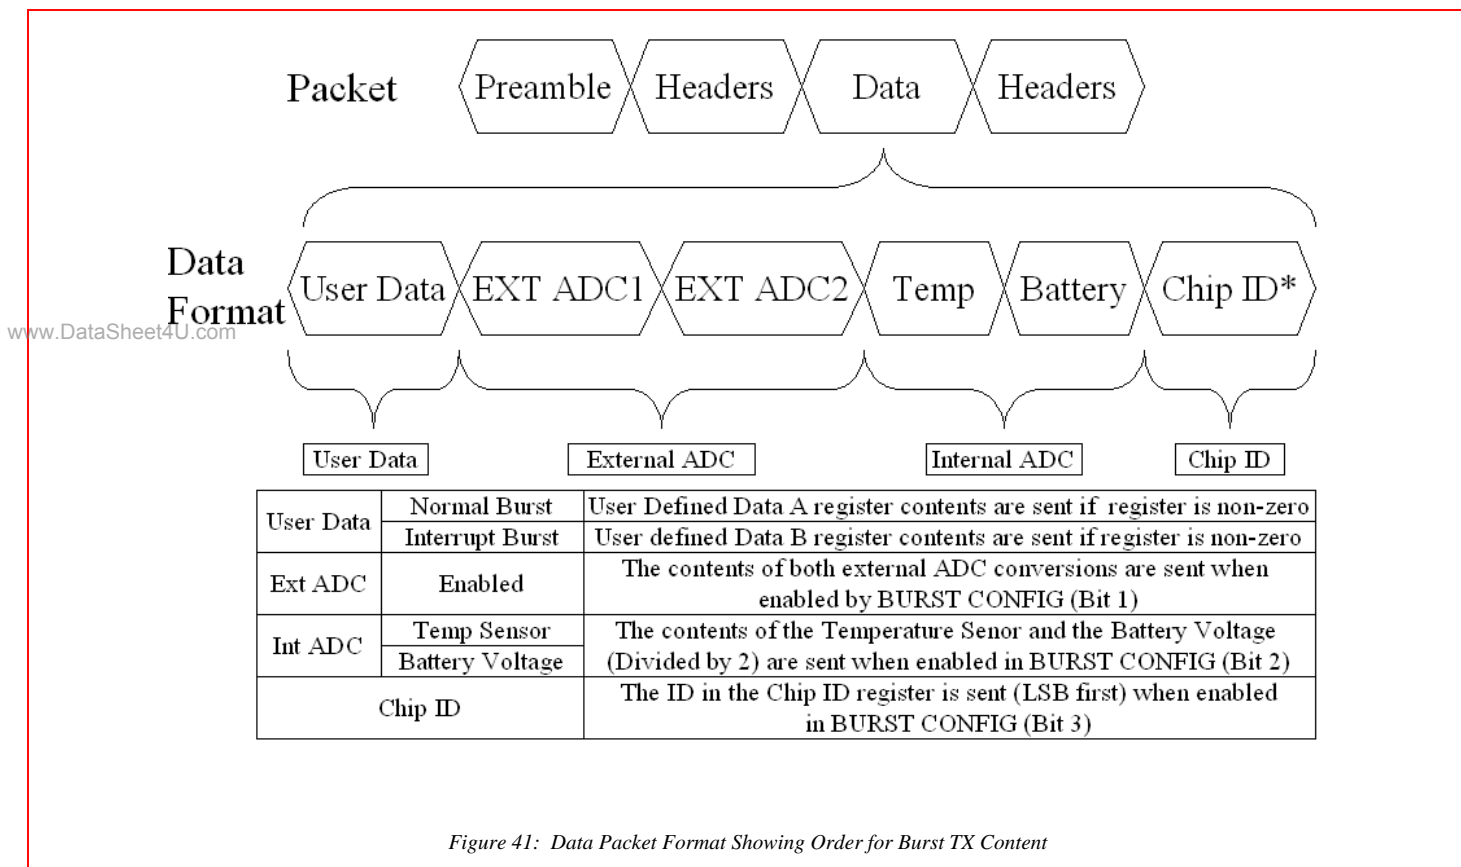 Packet Preamble Headers Data Headers
Data Format
User Data EXT ADC1 EXT ADC2 Temp Battery Chip ID*
www.DataSheet4U.com
User Data External ADC Internal ADC Chip ID
User Data Normal Burst User Defined Data A register contents are sent if register is non-zero
Interrupt Burst User defined Data B register contents are sent if register is non-zero
Ext ADC Enabled The contents of both external ADC conversions are sent when
enabled by BURST CONFIG (Bit 1)
Int ADC Temp Sensor The contents of the Temperature Senor and the Battery Voltage
Battery Voltage (Divided by 2) are sent when enabled in BURST CONFIG (Bit 2)
Chip ID The ID in the Chip ID register is sent (LSB first) when enabled
in BURST CONFIG (Bit 3)
Figure 41: Data Packet Format Showing Order for Burst TX Content